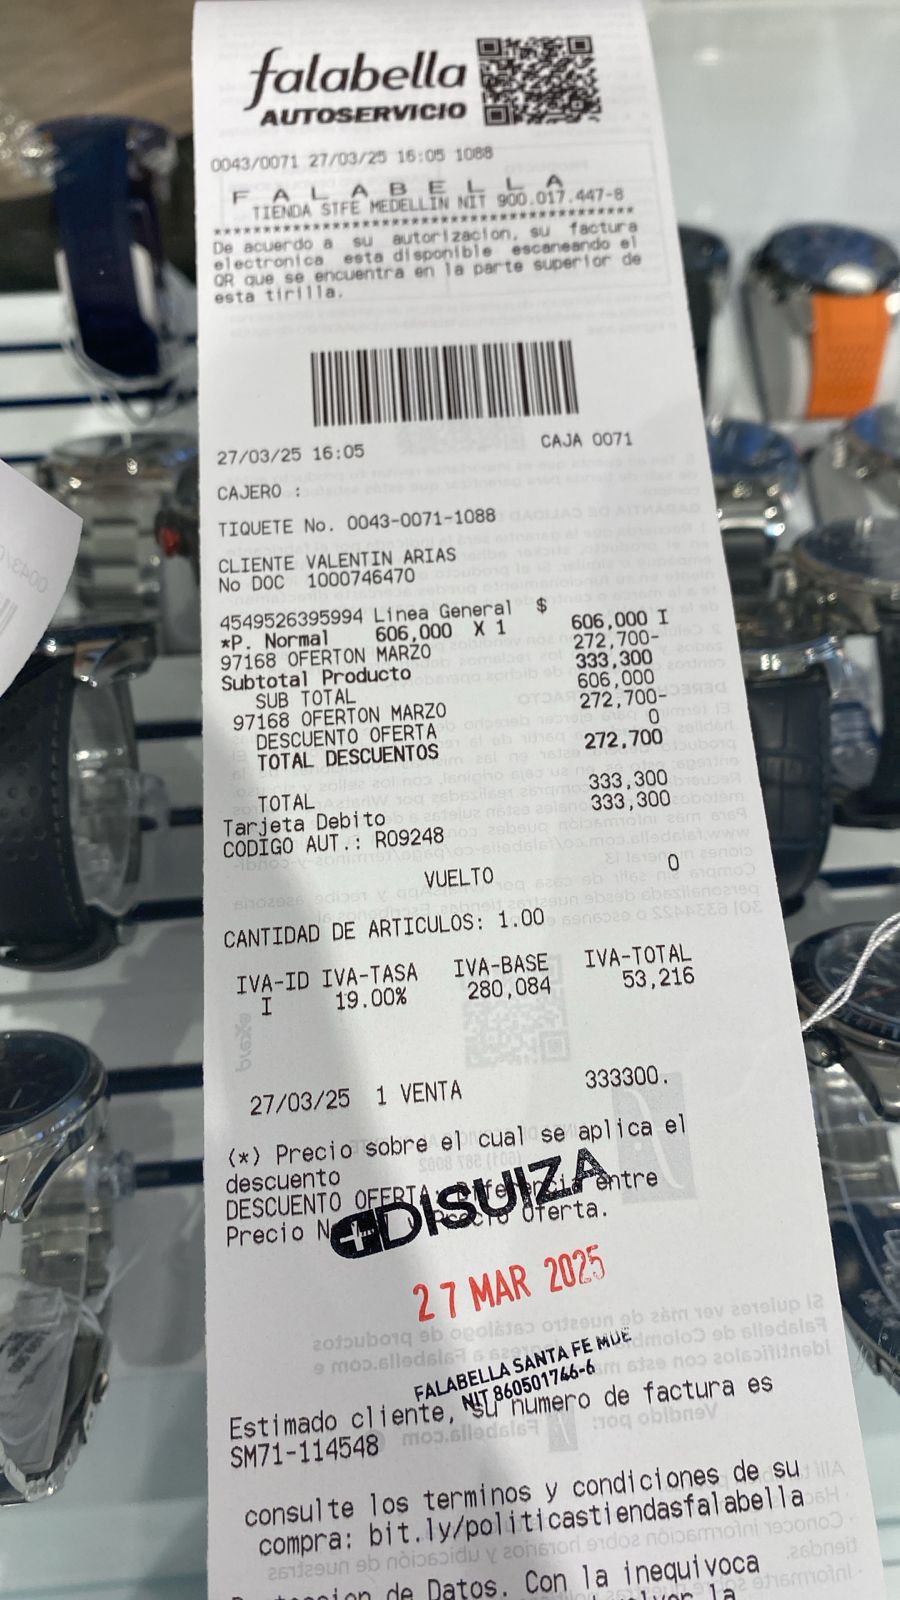 falabella
AUTOSERVICIO
0043/0071 27/03/25 16:05 1088
F A L A B E L L A
TIENDA STFE MEDELLIN NIT 900.017.447-8
****************************************
De acuerdo a su autorizacion, su factura
electronica esta disponible escaneando el
QR que se encuentra en la parte superior de
esta tirilla.
27/03/25 16:05 CAJA 0071
CAJERO :
TIQUETE No. 0043-0071-1088
CLIENTE VALENTIN ARIAS
No DOC 1000746470
4549526395994 Linea General $ 606,000 I
*P. Normal 606,000 X 1
97168 OFERTON MARZO 272,700-
Subtotal Producto 333,300
SUB TOTAL 606,000
97168 OFERTON MARZO 272,700-
DESCUENTO OFERTA 0
TOTAL DESCUENTOS 272,700
TOTAL 333,300
Tarjeta Debito 333,300
CODIGO AUT.: R09248
VUELTO 0
CANTIDAD DE ARTICULOS: 1.00
IVA-ID IVA-TASA IVA-BASE IVA-TOTAL
I 19.00% 280,084 53,216
27/03/25 1 VENTA 333300.
(*) Precio sobre el cual se aplica el
descuento
DESCUENTO OFERTA entre
Precio Oferta.
DISUIZA
27 MAR 2025
FALABELLA SANTA FE MDE
NIT 860501746-6
Estimado cliente, su numero de factura es
SM71-114548
consulte los terminos y condiciones de su
compra: bit.ly/politicastiendasfalabella
de Datos. Con la inequivoca
la